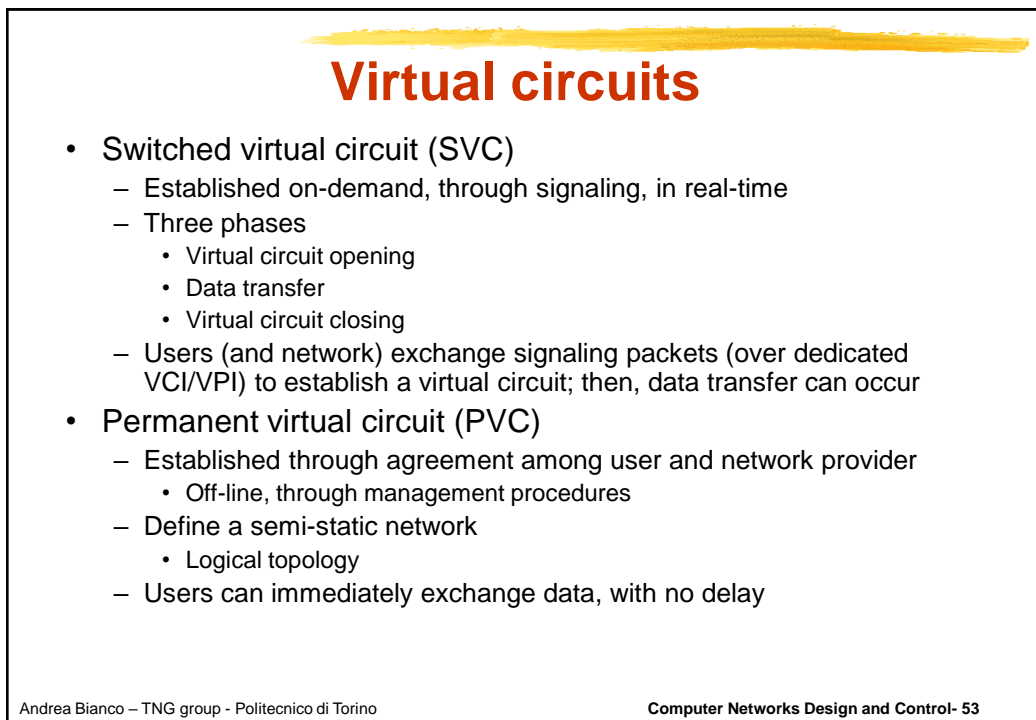 Virtual circuits
• Switched virtual circuit (SVC)
– Established on-demand, through signaling, in real-time
– Three phases
• Virtual circuit opening
• Data transfer
• Virtual circuit closing
– Users (and network) exchange signaling packets (over dedicated
VCI/VPI) to establish a virtual circuit; then, data transfer can occur
• Permanent virtual circuit (PVC)
– Established through agreement among user and network provider
• Off-line, through management procedures
– Define a semi-static network
• Logical topology
– Users can immediately exchange data, with no delay
Andrea Bianco – TNG group - Politecnico di Torino
Computer Networks Design and Control- 53